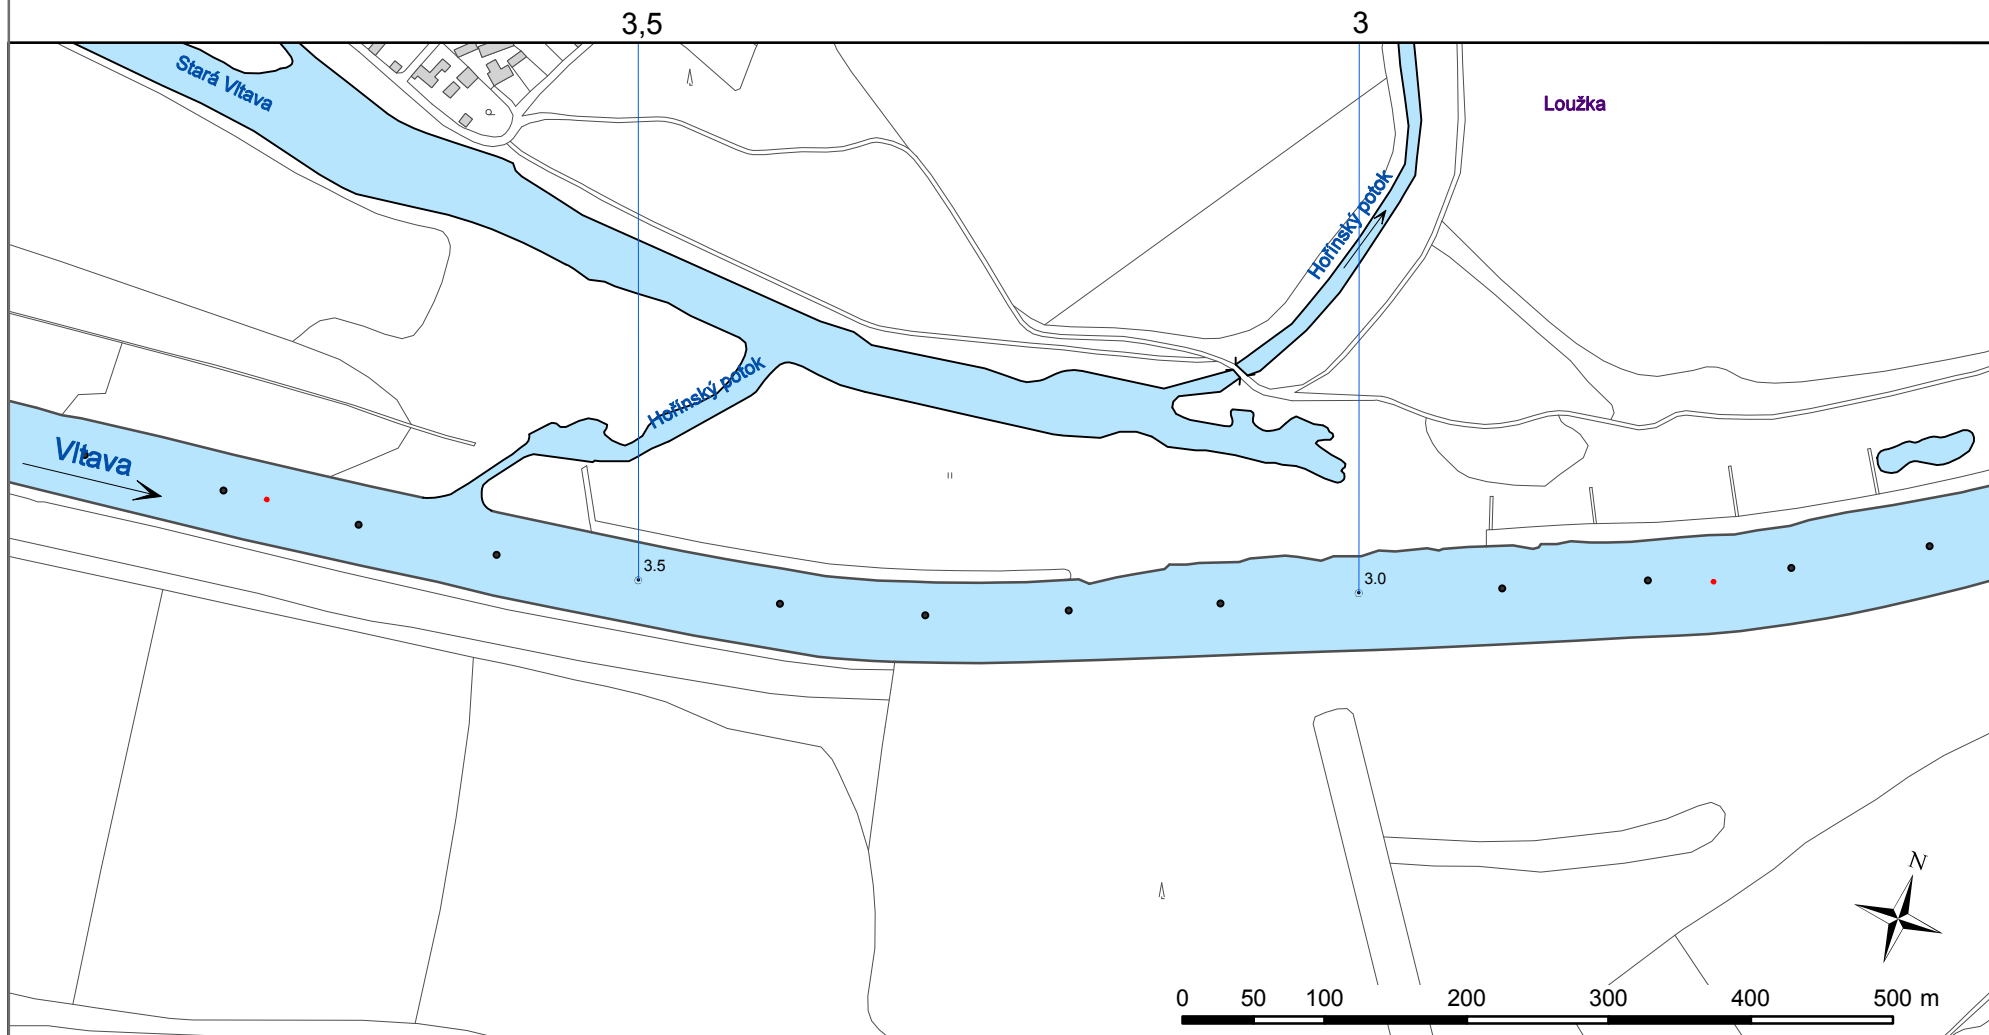 3,5
3
Stará Vltava
Loužka
Hořínský potok
Hořínský potok
Vltava
3.5
3.0
N
0 50 100 200 300 400 500 m